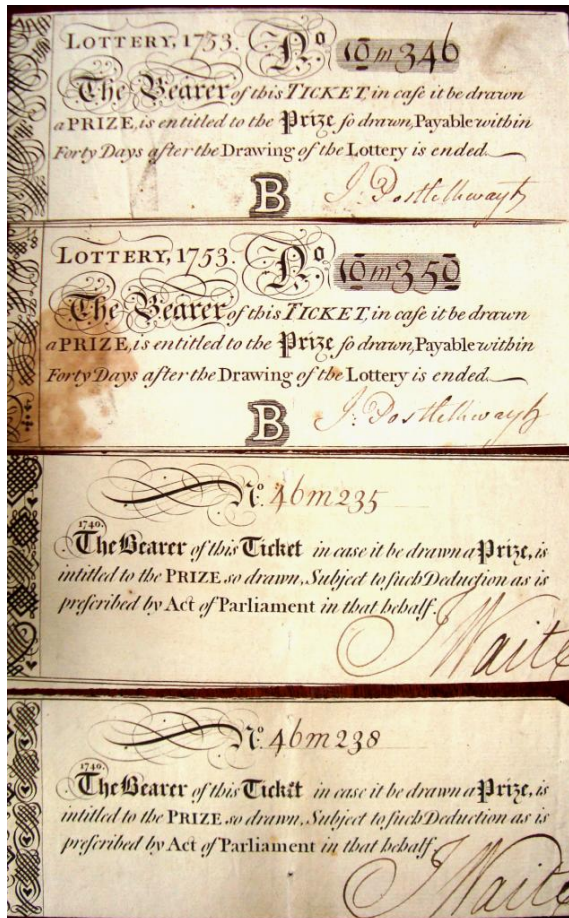 LOTTERY, 1753. No 10m346
The Bearer of this TICKET, in caſe it be drawn
a PRIZE, is entitled to the Prize ſo drawn, Payable within
Forty Days after the Drawing of the Lottery is ended.
B J: Postlethwayt
LOTTERY, 1753. No 10m350
The Bearer of this TICKET, in caſe it be drawn
a PRIZE, is entitled to the Prize ſo drawn, Payable within
Forty Days after the Drawing of the Lottery is ended.
B J: Postlethwayt
No. 46m235
1740.
The Bearer of this Ticket in case it be drawn a Prize, is
intitled to the PRIZE so drawn, Subject to ſuch Deduction as is
preſcribed by Act of Parliament in that behalf.
J Waite
No. 46m238
1740.
The Bearer of this Ticket in case it be drawn a Prize, is
intitled to the PRIZE so drawn, Subject to ſuch Deduction as is
preſcribed by Act of Parliament in that behalf.
J Waite